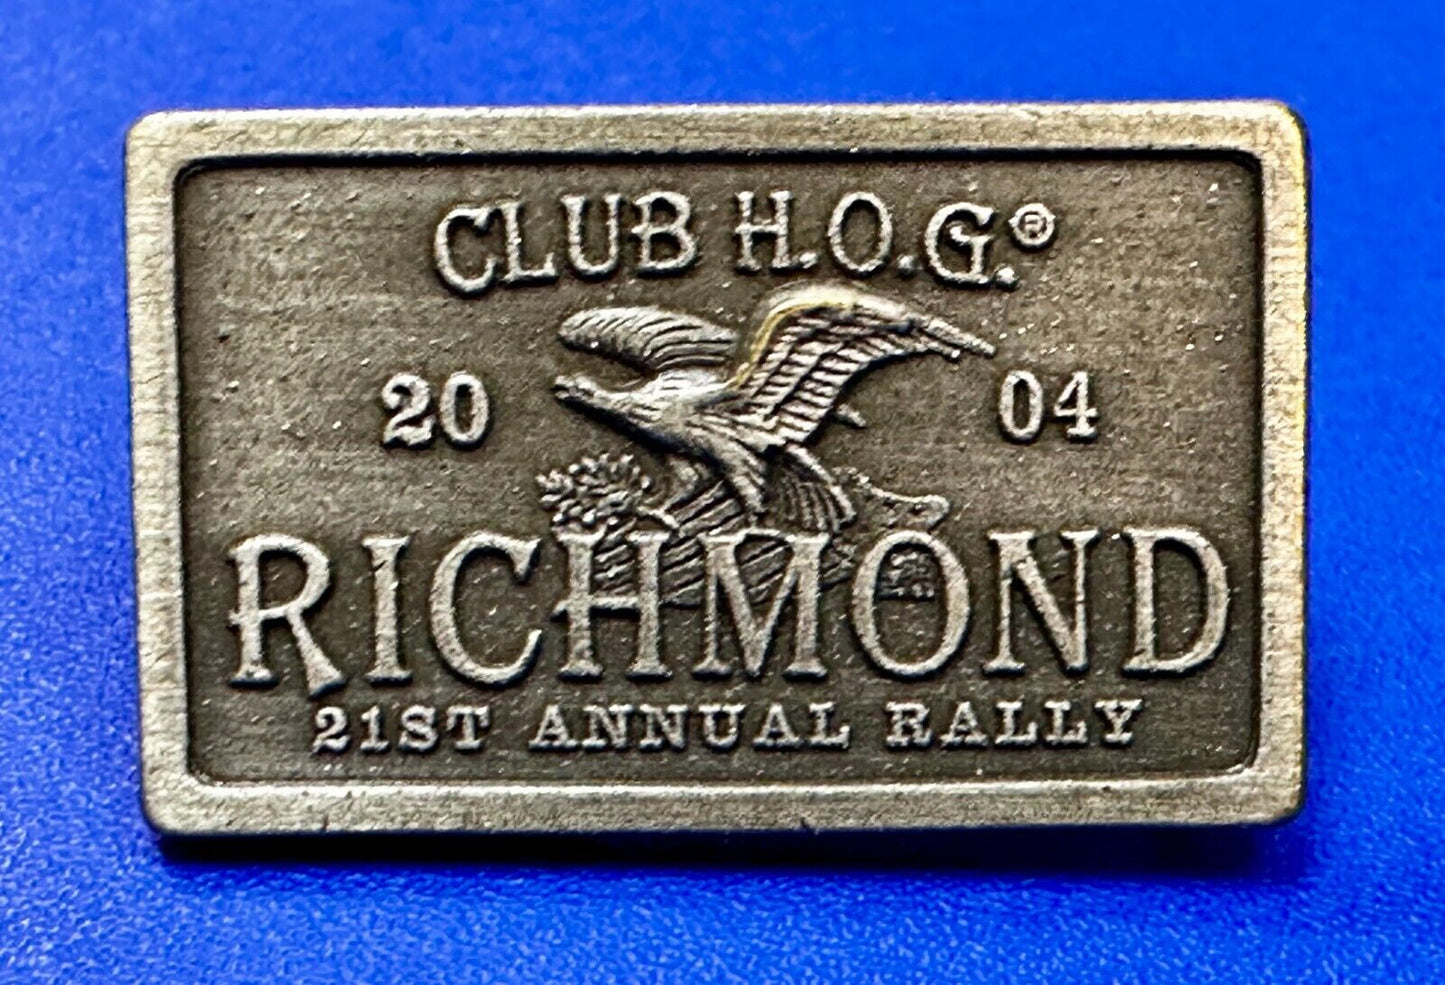 CLUB H.O.G.®
20 04
RICHMOND
21ST ANNUAL RALLY